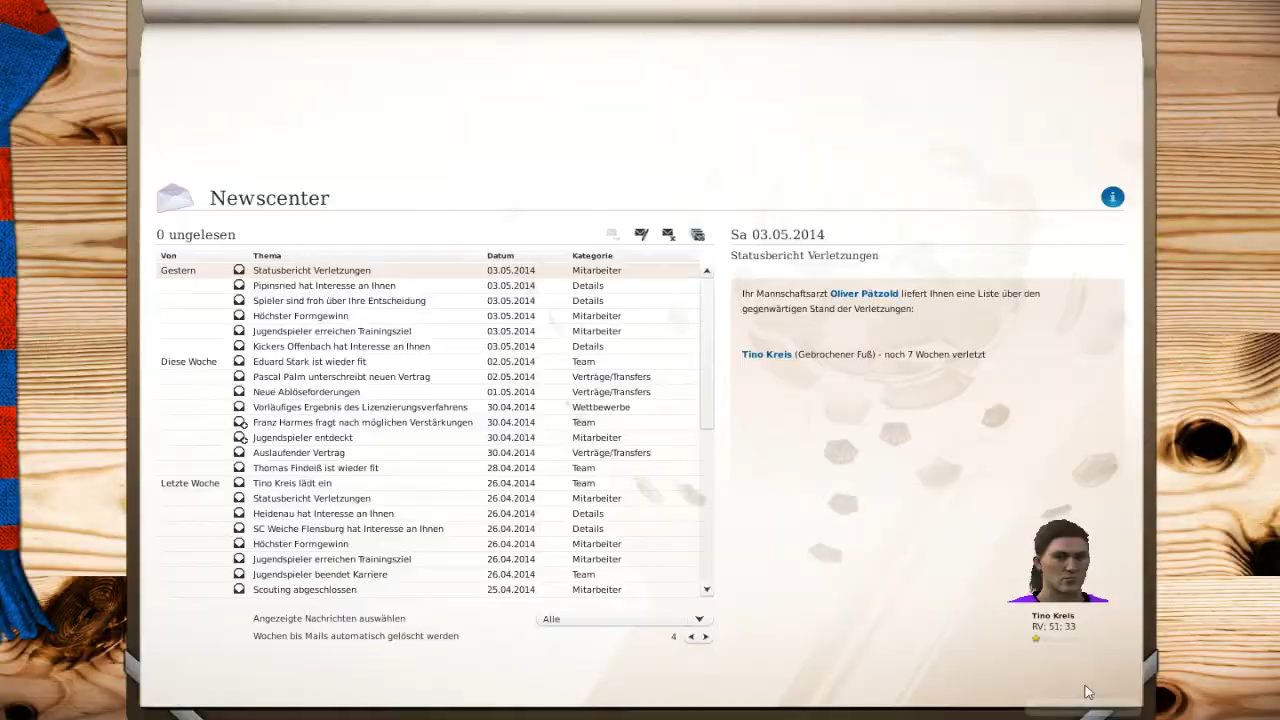 Newscenter
0 ungelesen
Von Thema Datum Kategorie
Gestern Statusbericht Verletzungen 03.05.2014 Mitarbeiter
Pipinsried hat Interesse an Ihnen 03.05.2014 Details
Spieler sind froh über Ihre Entscheidung 03.05.2014 Details
Höchster Formgewinn 03.05.2014 Mitarbeiter
Jugendspieler erreichen Trainingsziel 03.05.2014 Mitarbeiter
Kickers Offenbach hat Interesse an Ihnen 03.05.2014 Details
Diese Woche Eduard Stark ist wieder fit 02.05.2014 Team
Pascal Palm unterschreibt neuen Vertrag 02.05.2014 Verträge/Transfers
Neue Ablöseforderungen 01.05.2014 Verträge/Transfers
Vorläufiges Ergebnis des Lizenzierungsverfahrens 30.04.2014 Wettbewerbe
Franz Harmes fragt nach möglichen Verstärkungen 30.04.2014 Team
Jugendspieler entdeckt 30.04.2014 Mitarbeiter
Auslaufender Vertrag 30.04.2014 Verträge/Transfers
Thomas Findeiß ist wieder fit 28.04.2014 Team
Letzte Woche Tino Kreis lädt ein 26.04.2014 Team
Statusbericht Verletzungen 26.04.2014 Mitarbeiter
Heidenau hat Interesse an Ihnen 26.04.2014 Details
SC Weiche Flensburg hat Interesse an Ihnen 26.04.2014 Details
Höchster Formgewinn 26.04.2014 Mitarbeiter
Jugendspieler erreichen Trainingsziel 26.04.2014 Mitarbeiter
Jugendspieler beendet Karriere 26.04.2014 Team
Scouting abgeschlossen 25.04.2014 Mitarbeiter
Angezeigte Nachrichten auswählen Alle
Wochen bis Mails automatisch gelöscht werden 4
Sa 03.05.2014
Statusbericht Verletzungen
Ihr Mannschaftsarzt Oliver Pätzold liefert Ihnen eine Liste über den
gegenwärtigen Stand der Verletzungen:
Tino Kreis (Gebrochener Fuß) - noch 7 Wochen verletzt
Tino Kreis
RV; 51; 33